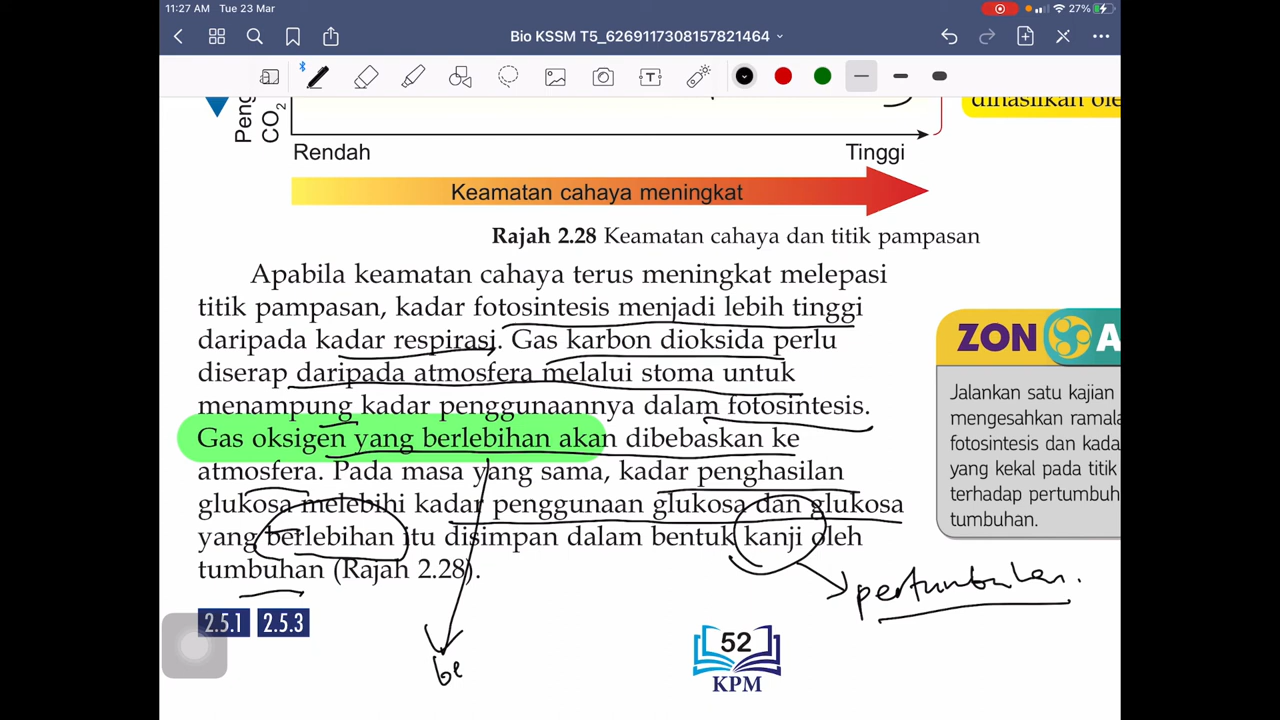 11:27 AM Tue 23 Mar
27%
Bio KSSM T5_6269117308157821464
T
Peng
CO2
dihasilkan ole
Rendah
Tinggi
Keamatan cahaya meningkat
Rajah 2.28 Keamatan cahaya dan titik pampasan
Apabila keamatan cahaya terus meningkat melepasi
titik pampasan, kadar fotosintesis menjadi lebih tinggi
daripada kadar respirasi. Gas karbon dioksida perlu
diserap daripada atmosfera melalui stoma untuk
menampung kadar penggunaannya dalam fotosintesis.
Gas oksigen yang berlebihan akan dibebaskan ke
atmosfera. Pada masa yang sama, kadar penghasilan
glukosa melebihi kadar penggunaan glukosa dan glukosa
yang berlebihan itu disimpan dalam bentuk kanji oleh
tumbuhan (Rajah 2.28).
ZON A
Jalankan satu kajian
mengesahkan ramala
fotosintesis dan kada
yang kekal pada titik
terhadap pertumbuh
tumbuhan.
pertumbuhan.
2.5.1 2.5.3
be
52
KPM